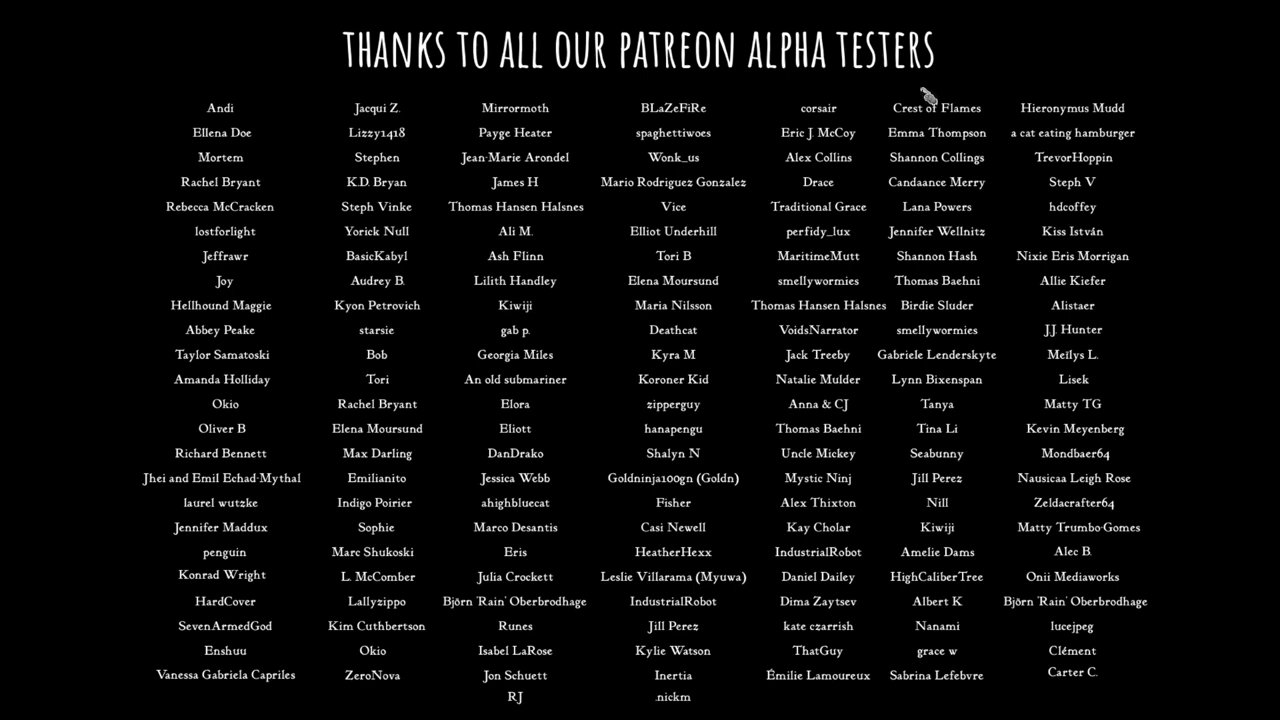 THANKS TO ALL OUR PATREON ALPHA TESTERS
Andi Jacqui Z. Mirrormoth BLaZeFiRe corsair Crest of Flames Hieronymus Mudd
Ellena Doe Lizzy1418 Payge Heater spaghettiwoes Eric J. McCoy Emma Thompson a cat eating hamburger
Mortem Stephen Jean-Marie Arondel Wonk_us Alex Collins Shannon Collings TrevorHoppin
Rachel Bryant K.D. Bryan James H Mario Rodriguez Gonzalez Drace Candaance Merry Steph V
Rebecca McCracken Steph Vinke Thomas Hansen Halsnes Vice Traditional Grace Lana Powers hdcoffey
lostforlight Yorick Null Ali M. Elliot Underhill perfidy_lux Jennifer Wellnitz Kiss István
Jeffrawr BasicKabyl Ash Flinn Tori B MaritimeMutt Shannon Hash Nixie Eris Morrigan
Joy Audrey B. Lilith Handley Elena Moursund smellywormies Thomas Baehni Allie Kiefer
Hellhound Maggie Kyon Petrovich Kiwiji Maria Nilsson Thomas Hansen Halsnes Birdie Sluder Alistaer
Abbey Peake starsie gab p. Deathcat VoidsNarrator smellywormies J.J. Hunter
Taylor Samatoski Bob Georgia Miles Kyra M Jack Treeby Gabriele Lenderskyte Meïlys L.
Amanda Holliday Tori An old submariner Koroner Kid Natalie Mulder Lynn Bixenspan Lisek
Okio Rachel Bryant Elora zipperguy Anna & CJ Tanya Matty TG
Oliver B Elena Moursund Eliott hanapengu Thomas Baehni Tina Li Kevin Meyenberg
Richard Bennett Max Darling DanDrako Shalyn N Uncle Mickey Seabunny Mondbaer64
Jhei and Emil Echad-Mythal Emilianito Jessica Webb Goldninja100gn (Goldn) Mystic Ninj Jill Perez Nausicaa Leigh Rose
laurel wutzke Indigo Poirier ahighbluecat Fisher Alex Thixton Nill Zeldacrafter64
Jennifer Maddux Sophie Marco Desantis Casi Newell Kay Cholar Kiwiji Matty Trumbo-Gomes
penguin Marc Shukoski Eris HeatherHexx IndustrialRobot Amelie Dams Alec B.
Konrad Wright L. McComber Julia Crockett Leslie Villarama (Myuwa) Daniel Dailey HighCaliberTree Onii Mediaworks
HardCover Lallyzippo Björn 'Rain' Oberbrodhage IndustrialRobot Dima Zaytsev Albert K Björn 'Rain' Oberbrodhage
SevenArmedGod Kim Cuthbertson Runes Jill Perez kate czarrish Nanami lucejpeg
Enshuu Okio Isabel LaRose Kylie Watson ThatGuy grace w Clément
Vanessa Gabriela Capriles ZeroNova Jon Schuett Inertia Émilie Lamoureux Sabrina Lefebvre Carter C.
RJ .nickm